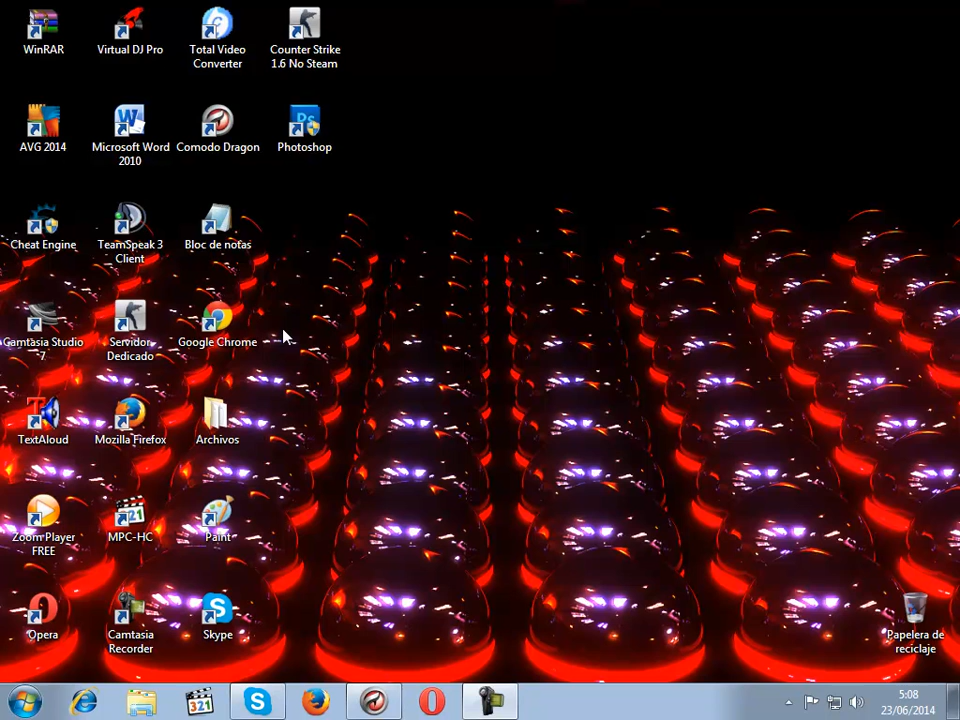 WinRAR
Virtual DJ Pro
Total Video
Converter
Counter Strike
1.6 No Steam
AVG 2014
Microsoft Word
2010
Comodo Dragon
Ps
Photoshop
Cheat Engine
TeamSpeak 3
Client
Bloc de notas
Camtasia Studio
7
Servidor
Dedicado
Google Chrome
TextAloud
Mozilla Firefox
Archivos
Zoom Player
FREE
321
MPC-HC
Paint
Opera
Camtasia
Recorder
Skype
Papelera de
reciclaje
321
5:08
23/06/2014